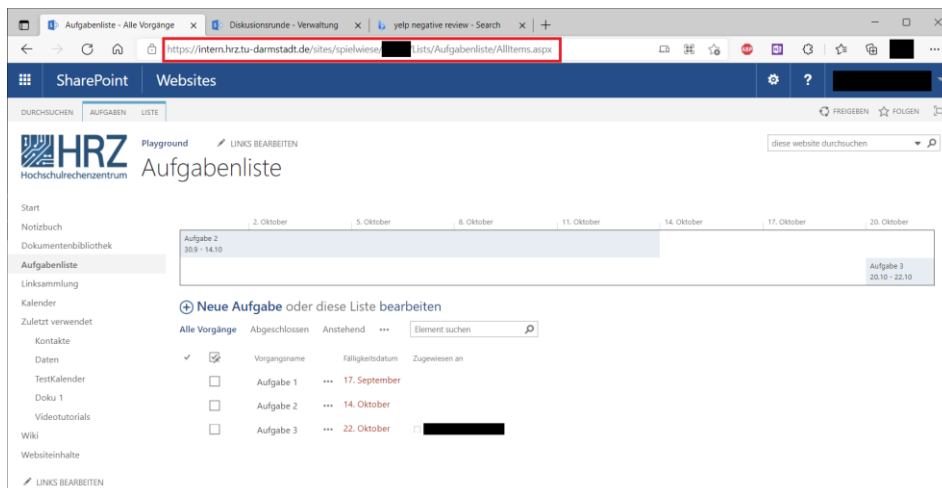 Aufgabenliste - Alle Vorgänge
Diskusionsrunde - Verwaltung
yelp negative review - Search
https://intern.hrz.tu-darmstadt.de/sites/spielwiese/ /Lists/Aufgabenliste/AllItems.aspx
ABP
SharePoint Websites
?
DURCHSUCHEN AUFGABEN LISTE
FREIGEBEN FOLGEN
HRZ
Hochschulrechenzentrum
Playground LINKS BEARBEITEN
Aufgabenliste
diese website durchsuchen
Start
Notizbuch
Dokumentenbibliothek
Aufgabenliste
Linksammlung
Kalender
Zuletzt verwendet
Kontakte
Daten
TestKalender
Doku 1
Videotutorials
Wiki
Websiteinhalte
LINKS BEARBEITEN
2. Oktober 5. Oktober 8. Oktober 11. Oktober 14. Oktober 17. Oktober 20. Oktober
Aufgabe 2
30.9 - 14.10
Aufgabe 3
20.10 - 22.10
Neue Aufgabe oder diese Liste bearbeiten
Alle Vorgänge Abgeschlossen Anstehend ••• Element suchen
Vorgangsname Fälligkeitsdatum Zugewiesen an
Aufgabe 1 ••• 17. September
Aufgabe 2 ••• 14. Oktober
Aufgabe 3 ••• 22. Oktober